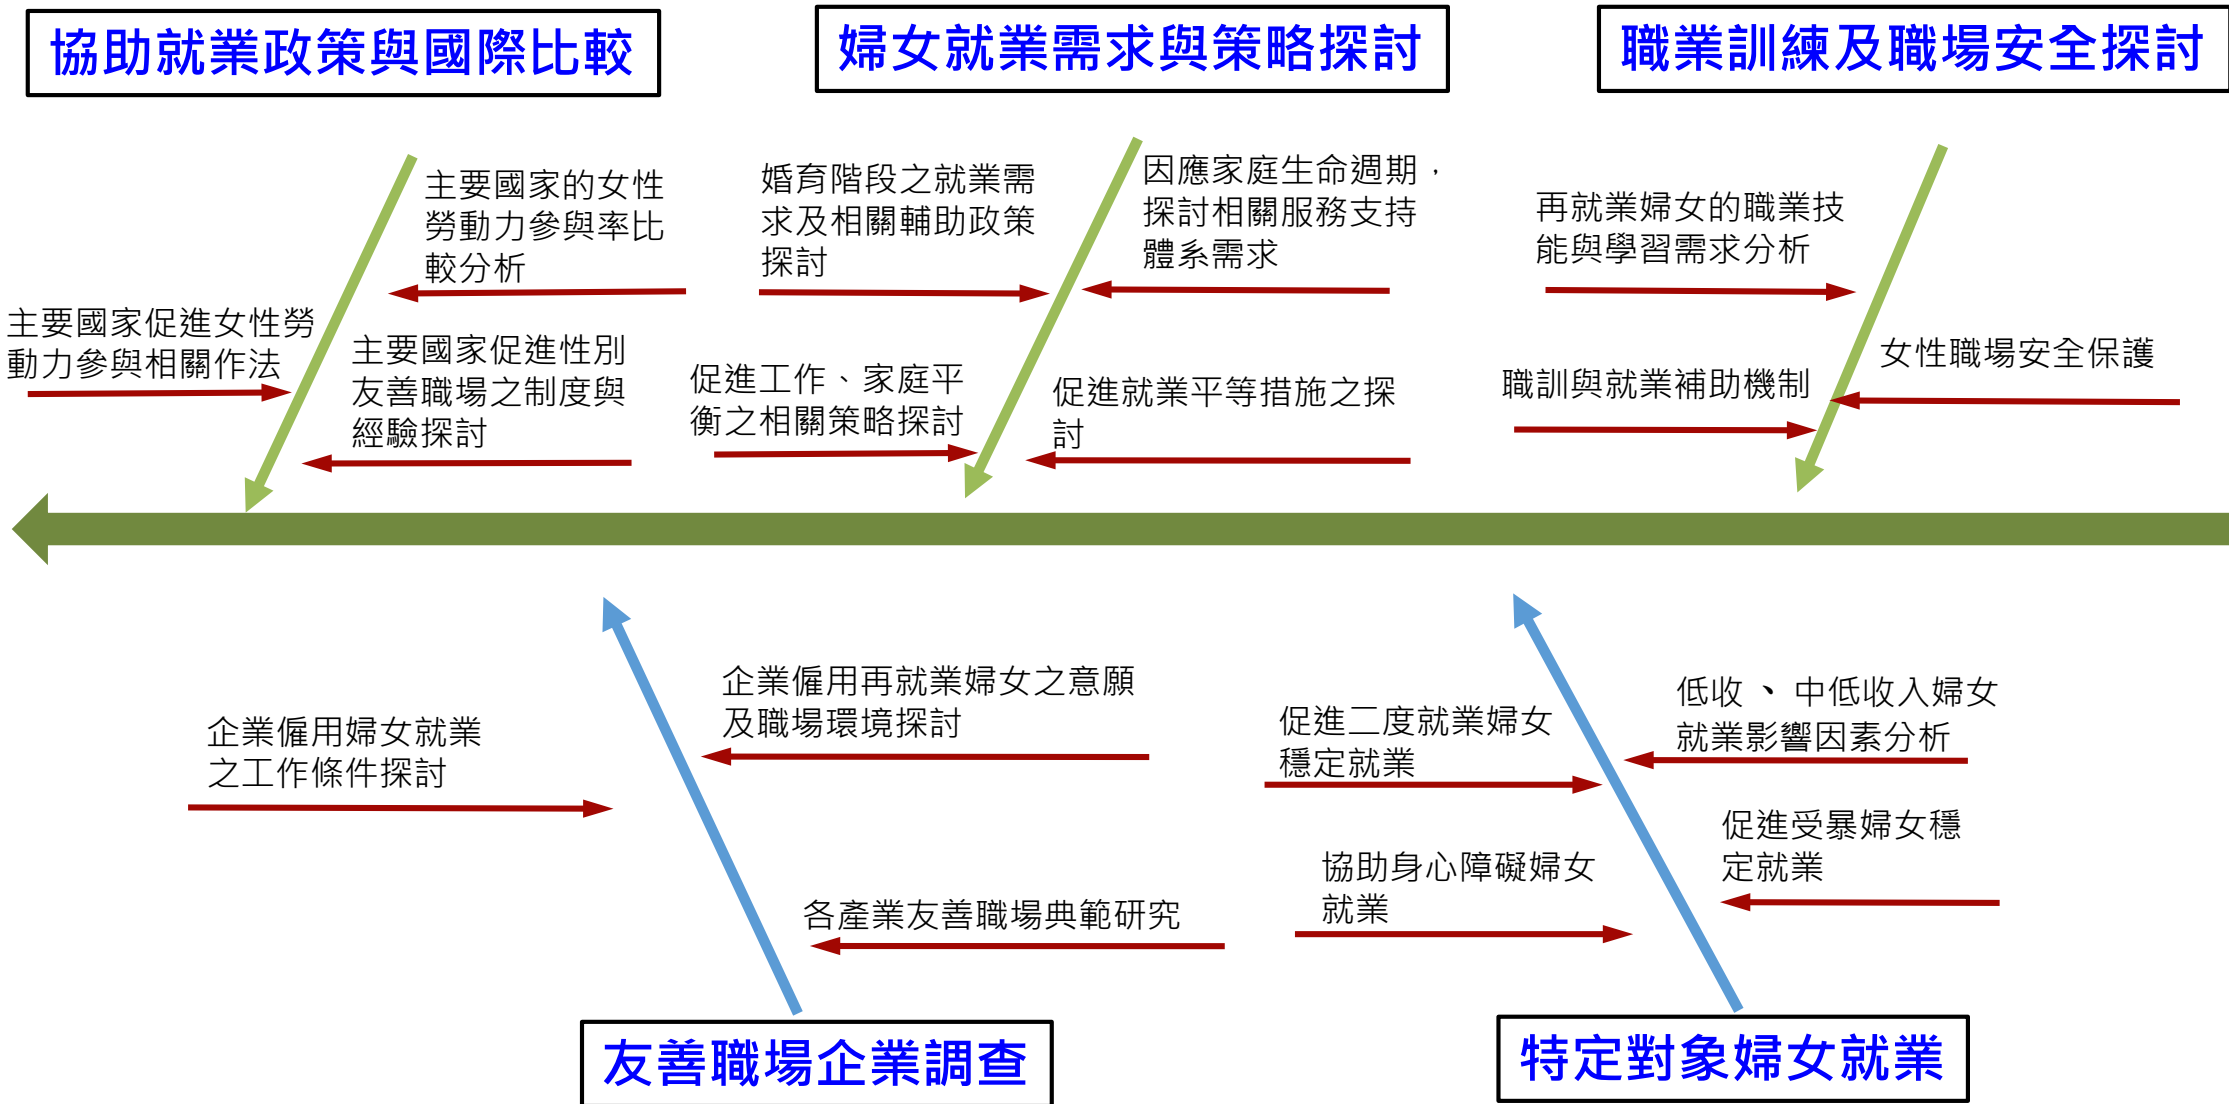 協助就業政策與國際比較
婦女就業需求與策略探討
職業訓練及職場安全探討
主要國家的女性
勞動力參與率比
較分析
主要國家促進女性勞
動力參與相關作法
主要國家促進性別
友善職場之制度與
經驗探討
婚育階段之就業需
求及相關輔助政策
探討
因應家庭生命週期，
探討相關服務支持
體系需求
促進工作、家庭平
衡之相關策略探討
促進就業平等措施之探
討
再就業婦女的職業技
能與學習需求分析
女性職場安全保護
職訓與就業補助機制
企業僱用婦女就業
之工作條件探討
企業僱用再就業婦女之意願
及職場環境探討
各產業友善職場典範研究
促進二度就業婦女
穩定就業
低收、中低收入婦女
就業影響因素分析
協助身心障礙婦女
就業
促進受暴婦女穩
定就業
友善職場企業調查
特定對象婦女就業